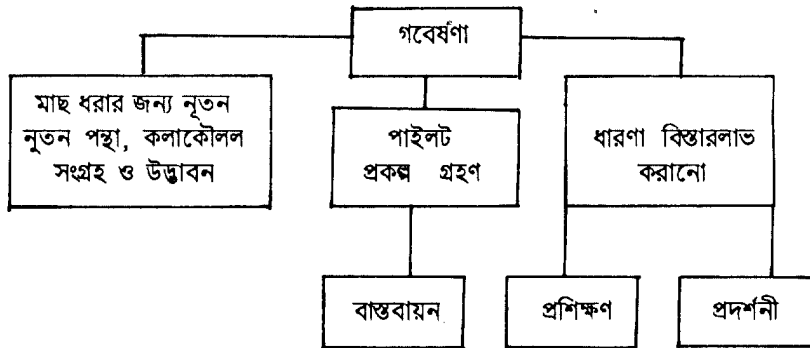 গবেষণা
মাছ ধরার জন্য নূতন
নুতন পন্থা, কলাকৌলল
সংগ্রহ ও উদ্ভাবন
পাইলট
প্রকল্প গ্রহণ
ধারণা বিস্তারলাভ
করানো
বাস্তবায়ন
প্রশিক্ষণ
প্রদর্শনী